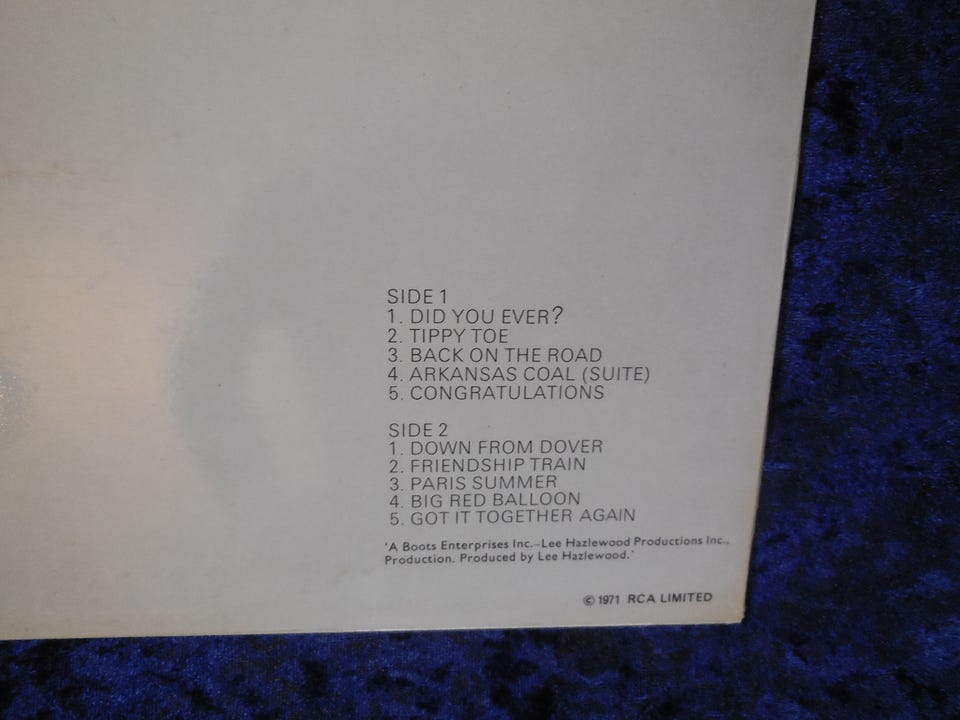 SIDE 1
1. DID YOU EVER?
2. TIPPY TOE
3. BACK ON THE ROAD
4. ARKANSAS COAL (SUITE)
5. CONGRATULATIONS
SIDE 2
1. DOWN FROM DOVER
2. FRIENDSHIP TRAIN
3. PARIS SUMMER
4. BIG RED BALLOON
5. GOT IT TOGETHER AGAIN
'A Boots Enterprises Inc.-Lee Hazlewood Productions Inc.,
Production. Produced by Lee Hazlewood.'
© 1971 RCA LIMITED